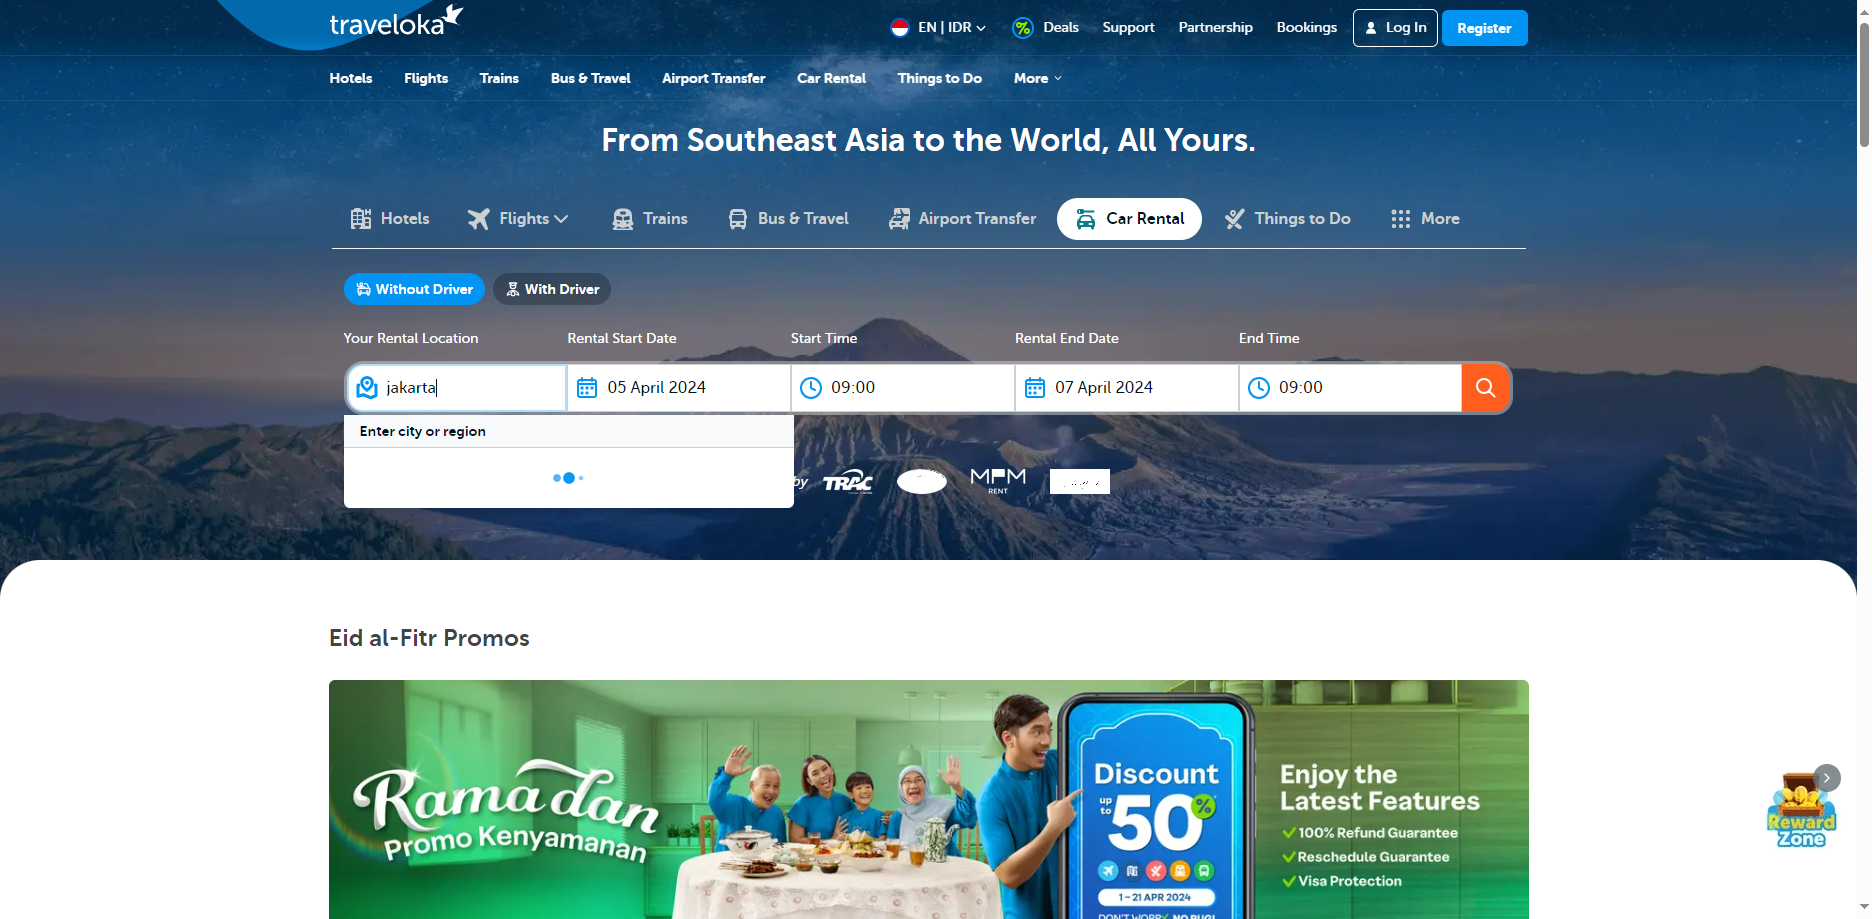 traveloka
EN | IDR
Deals
Support
Partnership
Bookings
Log In
Register
Hotels
Flights
Trains
Bus & Travel
Airport Transfer
Car Rental
Things to Do
More
From Southeast Asia to the World, All Yours.
Hotels
Flights
Trains
Bus & Travel
Airport Transfer
Car Rental
Things to Do
More
Without Driver
With Driver
Your Rental Location
Rental Start Date
Start Time
Rental End Date
End Time
jakarta
05 April 2024
09:00
07 April 2024
09:00
Enter city or region
by
TRAC
MPM
RENT
Eid al-Fitr Promos
Ramadan
Promo Kenyamanan
Discount
up to 50%
1 - 21 APR 2024
DON'T WORRY NO BUG!
Enjoy the
Latest Features
100% Refund Guarantee
Reschedule Guarantee
Visa Protection
Reward
Zone